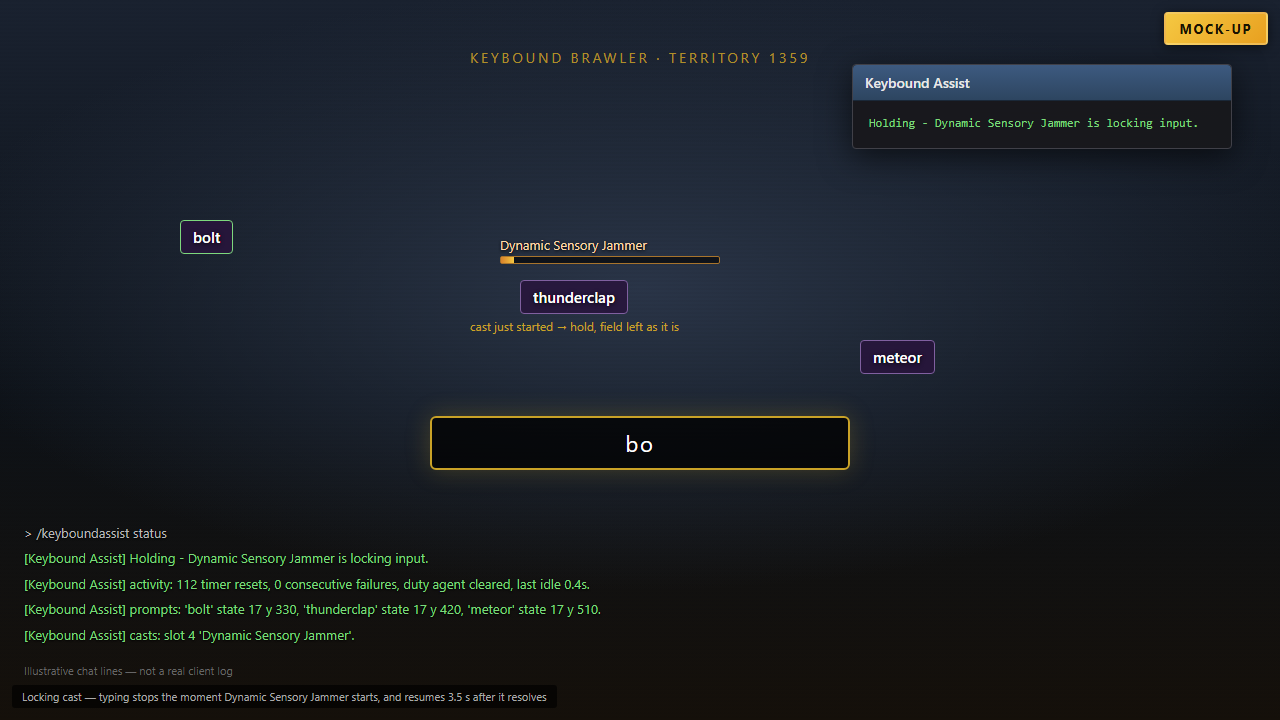 MOCK-UP
KEYBOUND BRAWLER · TERRITORY 1359
Keybound Assist
Holding - Dynamic Sensory Jammer is locking input.
bolt
Dynamic Sensory Jammer
thunderclap
cast just started → hold, field left as it is
meteor
bo
> /keyboundassist status
[Keybound Assist] Holding - Dynamic Sensory Jammer is locking input.
[Keybound Assist] activity: 112 timer resets, 0 consecutive failures, duty agent cleared, last idle 0.4s.
[Keybound Assist] prompts: 'bolt' state 17 y 330, 'thunderclap' state 17 y 420, 'meteor' state 17 y 510.
[Keybound Assist] casts: slot 4 'Dynamic Sensory Jammer'.
Illustrative chat lines — not a real client log
Locking cast — typing stops the moment Dynamic Sensory Jammer starts, and resumes 3.5 s after it resolves